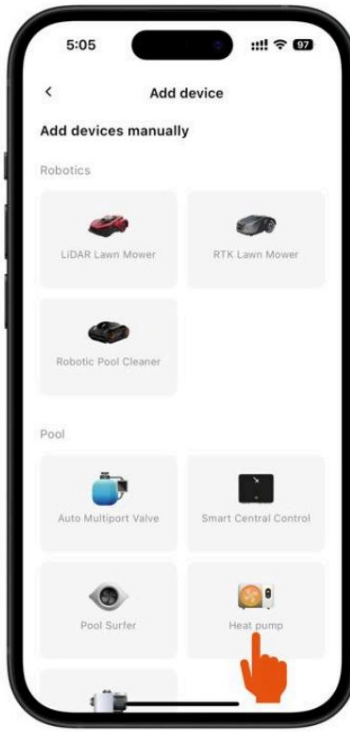 5:05
97
Add device
Add devices manually
Robotics
LiDAR Lawn Mower
RTK Lawn Mower
Robotic Pool Cleaner
Pool
Auto Multiport Valve
Smart Central Control
Pool Surfer
Heat pump